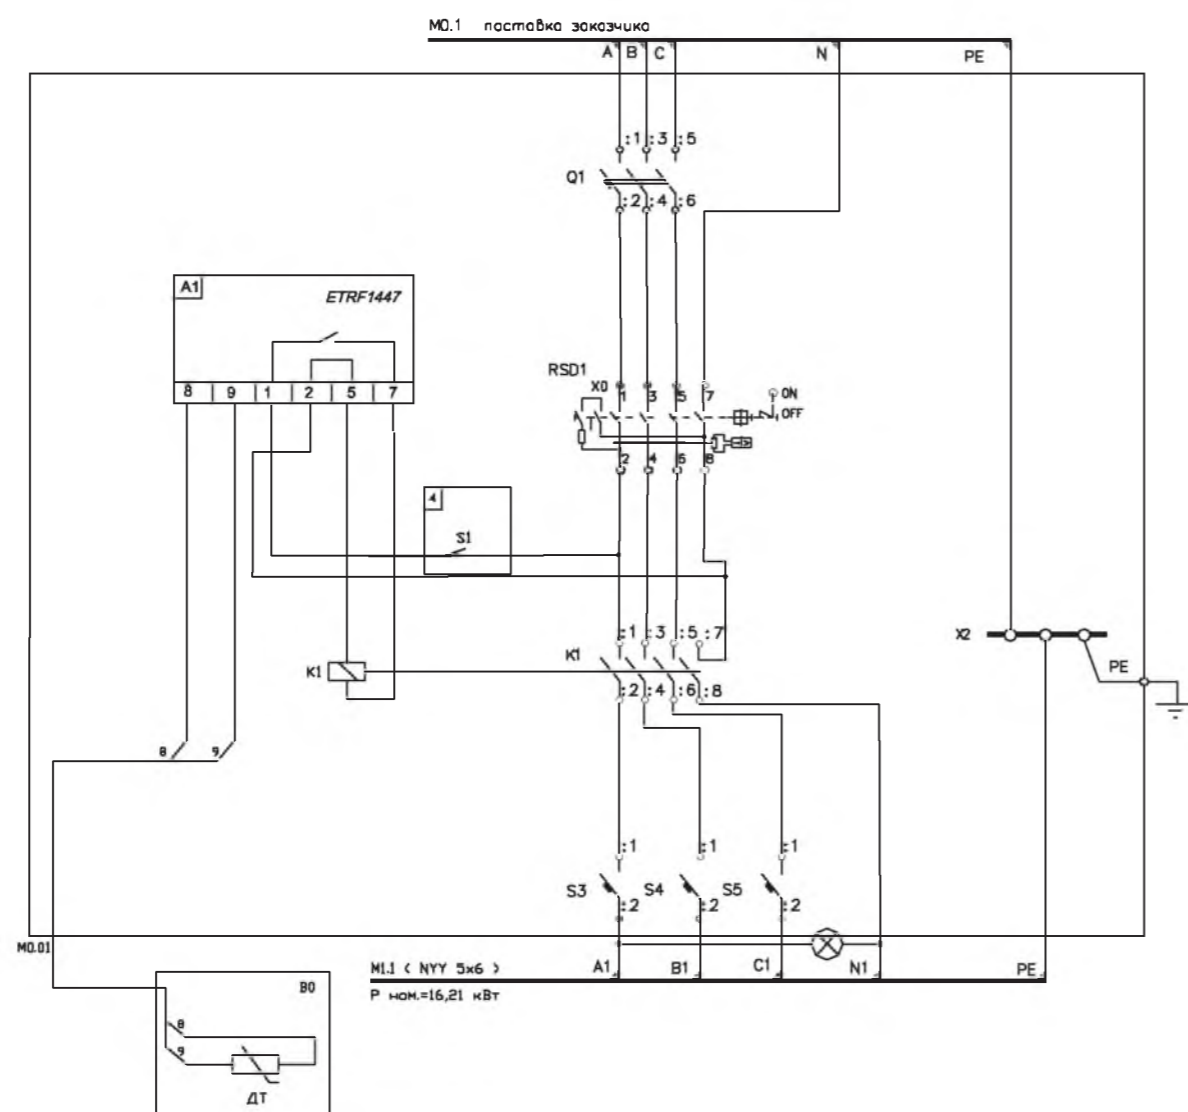 М0.1 поставка заказчика
A B C N PE
:1 :3 :5
Q1
:2 :4 :6
A1
ETRF1447
8 9 1 2 5 7
RSD1
X0
1 3 5 7
ON
OFF
T
2 4 6 8
4
S1
:1 :3 :5 :7
K1
K1
:2 :4 :6 :8
X2
PE
8 9
:1 :1 :1
S3 S4 S5
:2 :2 :2
М0.01
М1.1 ( NYY 5x6 )
A1 B1 C1 N1 PE
P ном.=16,21 кВт
B0
8
9
ДТ